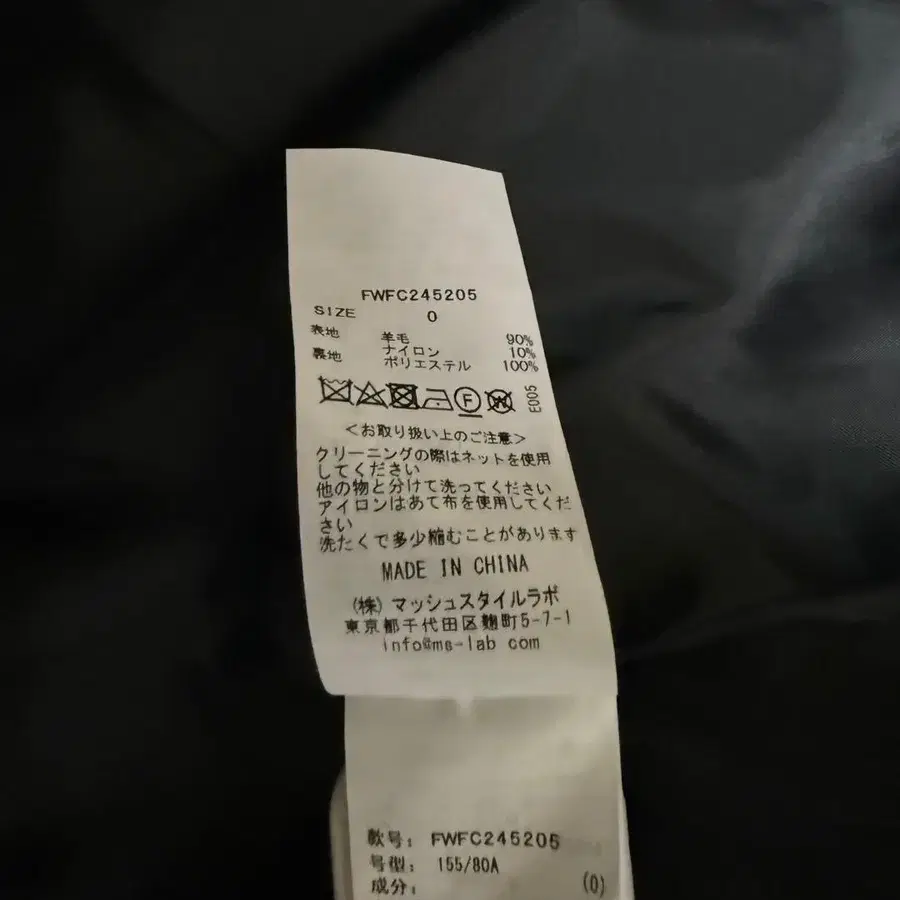 FWFC245205
SIZE 0
表地 羊毛 90%
ナイロン 10%
裏地 ポリエステル 100%
F W E005
<お取り扱い上のご注意>
クリーニングの際はネットを使用
してください
他の物と分けて洗ってください
アイロンはあて布を使用してくだ
さい
洗たくで多少縮むことがあります
MADE IN CHINA
(株) マッシュスタイルラボ
東京都千代田区麹町5-7-1
info@ms-lab com
款号: FWFC245205
号型: 155/80A
成分: (0)